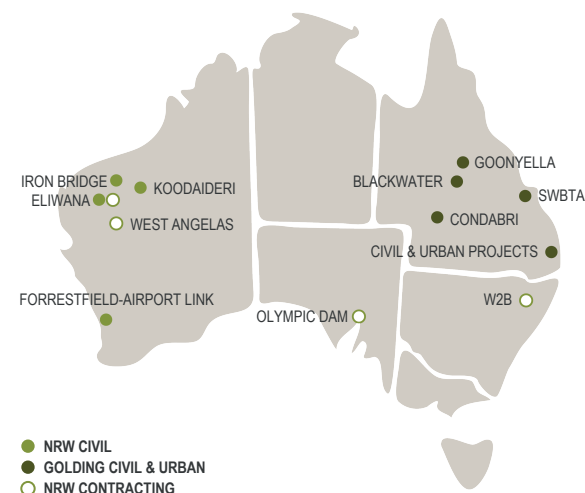 GOONYELLA
IRON BRIDGE
BLACKWATER
KOODAIDERI
SWBTA
ELIWANA
CONDABRI
WEST ANGELAS
CIVIL & URBAN PROJECTS
FORRESTFIELD-AIRPORT LINK
W2B
OLYMPIC DAM
NRW CIVIL
GOLDING CIVIL & URBAN
NRW CONTRACTING